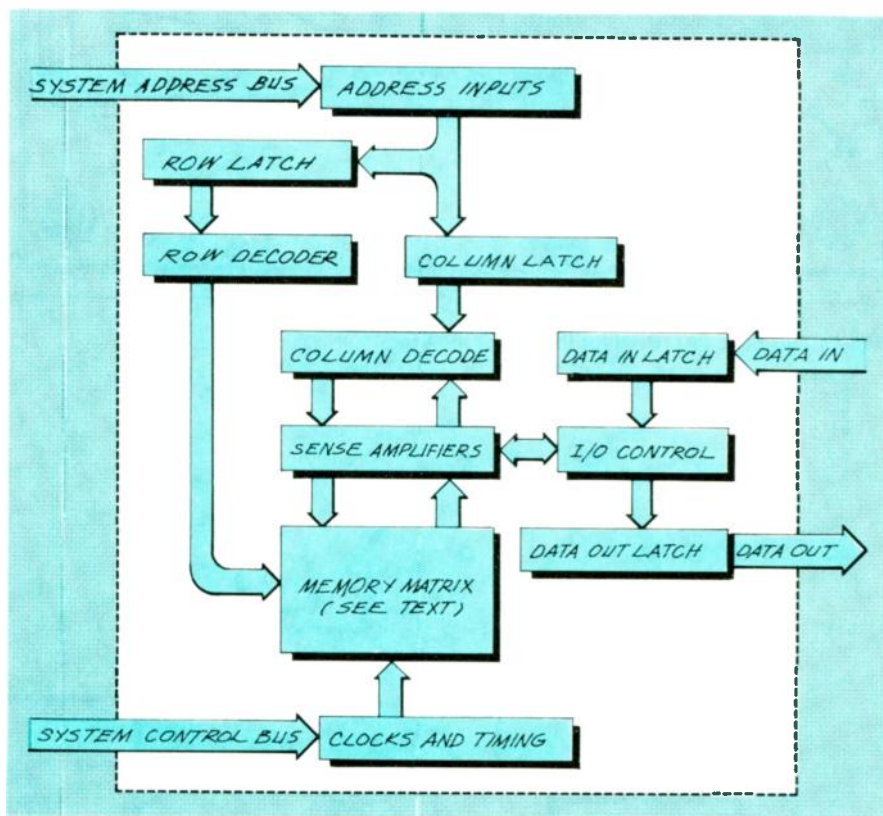 SYSTEM ADDRESS BUS
ADDRESS INPUTS
ROW LATCH
ROW DECODER
COLUMN LATCH
COLUMN DECODE
DATA IN LATCH
DATA IN
SENSE AMPLIFIERS
I/O CONTROL
DATA OUT LATCH
DATA OUT
MEMORY MATRIX
(SEE TEXT)
SYSTEM CONTROL BUS
CLOCKS AND TIMING